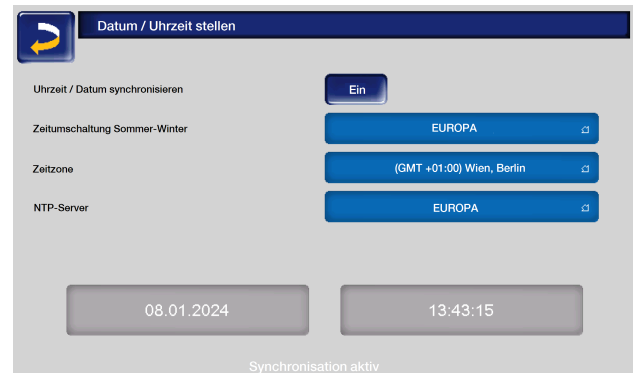 Datum / Uhrzeit stellen
Uhrzeit / Datum synchronisieren Ein
Zeitumschaltung Sommer-Winter EUROPA
Zeitzone (GMT +01:00) Wien, Berlin
NTP-Server EUROPA
08.01.2024 13:43:15
Synchronisation aktiv